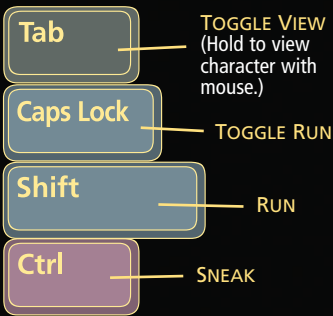 Tab
TOGGLE VIEW
(Hold to view
character with
mouse.)
Caps Lock
TOGGLE RUN
Shift
RUN
Ctrl
SNEAK